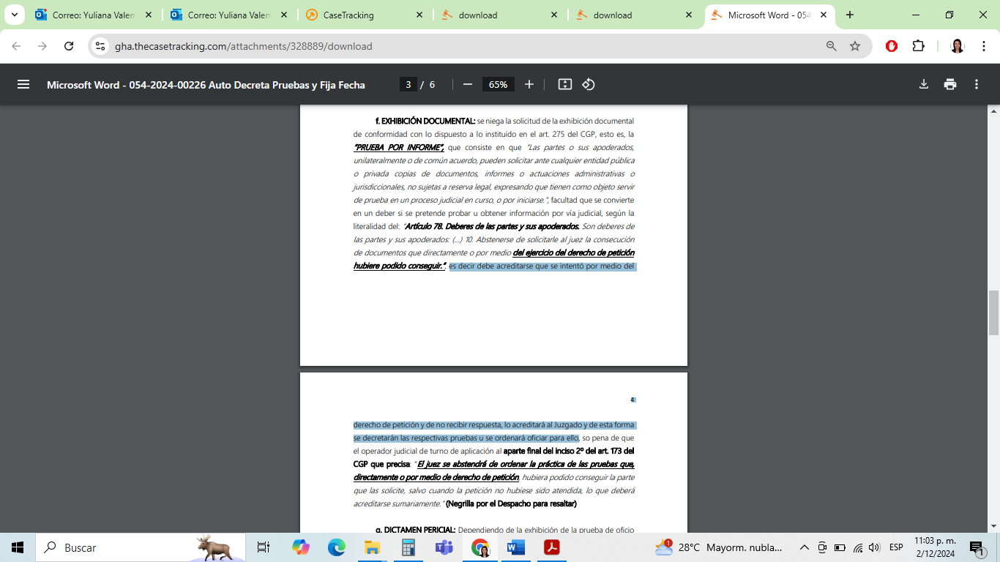 Correo: Yuliana Valen
Correo: Yuliana Valen
CaseTracking
download
download
Microsoft Word - 054
gha.thecasetracking.com/attachments/328889/download
Microsoft Word - 054-2024-00226 Auto Decreta Pruebas y Fija Fecha
3 / 6
65%
f. EXHIBICIÓN DOCUMENTAL: se niega la solicitud de la exhibición documental
de conformidad con lo dispuesto a lo instituido en el art. 275 del CGP, esto es, la
“PRUEBA POR INFORME”, que consiste en que “Las partes o sus apoderados,
unilateralmente o de común acuerdo, pueden solicitar ante cualquier entidad pública
o privada copias de documentos, informes o actuaciones administrativas o
jurisdiccionales, no sujetas a reserva legal, expresando que tienen como objeto servir
de prueba en un proceso judicial en curso, o por iniciarse.”, facultad que se convierte
en un deber si se pretende probar u obtener información por vía judicial, según la
literalidad del: “Artículo 78. Deberes de las partes y sus apoderados. Son deberes de
las partes y sus apoderados: (...) 10. Abstenerse de solicitarle al juez la consecución
de documentos que directamente o por medio del ejercicio del derecho de petición
hubiere podido conseguir.”, es decir debe acreditarse que se intentó por medio del
4
derecho de petición y de no recibir respuesta, lo acreditará al Juzgado y de esta forma
se decretarán las respectivas pruebas u se ordenará oficiar para ello, so pena de que
el operador judicial de turno de aplicación al aparte final del inciso 2º del art. 173 del
CGP que precisa: “El juez se abstendrá de ordenar la práctica de las pruebas que,
directamente o por medio de derecho de petición, hubiera podido conseguir la parte
que las solicite, salvo cuando la petición no hubiese sido atendida, lo que deberá
acreditarse sumariamente.” (Negrilla por el Despacho para resaltar)
g. DICTAMEN PERICIAL: Dependiendo de la exhibición de la prueba de oficio
Buscar
1
28°C Mayorm. nubla...
ESP
11:03 p. m.
2/12/2024
1